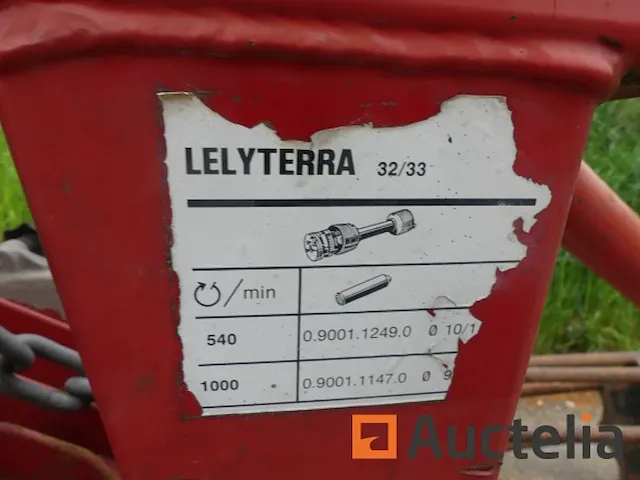 LELYTERRA 32/33
/min
540 0.9001.1249.0 Ø 10/1
1000 0.9001.1147.0 Ø 9
Auctelia